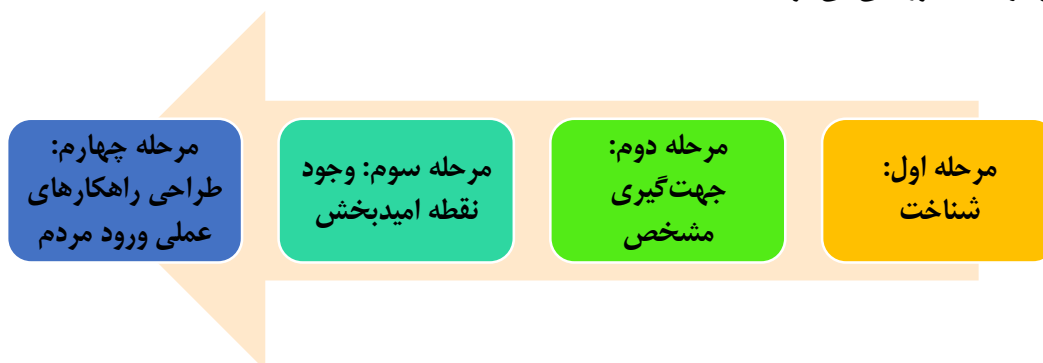 مرحله اول:
شناخت
مرحله دوم:
جهت‌گیری
مشخص
مرحله سوم: وجود
نقطه امیدبخش
مرحله چهارم:
طراحی راهکارهای
عملی ورود مردم